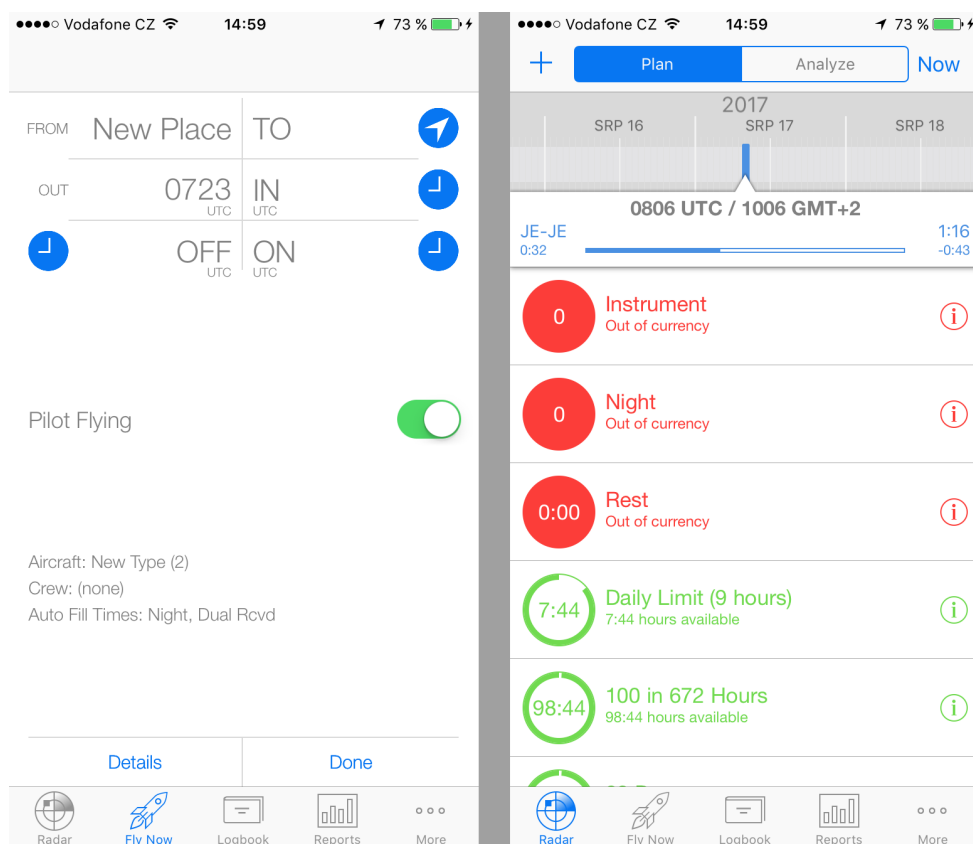 Vodafone CZ 14:59 73 %
FROM New Place TO
OUT 0723 IN
UTC UTC
OFF ON
UTC UTC
Pilot Flying
Aircraft: New Type (2)
Crew: (none)
Auto Fill Times: Night, Dual Rcvd
Details Done
Radar Fly Now Logbook Reports More
Vodafone CZ 14:59 73 %
+ Plan Analyze Now
2017
SRP 16 SRP 17 SRP 18
0806 UTC / 1006 GMT+2
JE-JE 1:16
0:32 -0:43
0 Instrument
Out of currency
0 Night
Out of currency
0:00 Rest
Out of currency
7:44 Daily Limit (9 hours)
7:44 hours available
98:44 100 in 672 Hours
98:44 hours available
Radar Fly Now Logbook Reports More